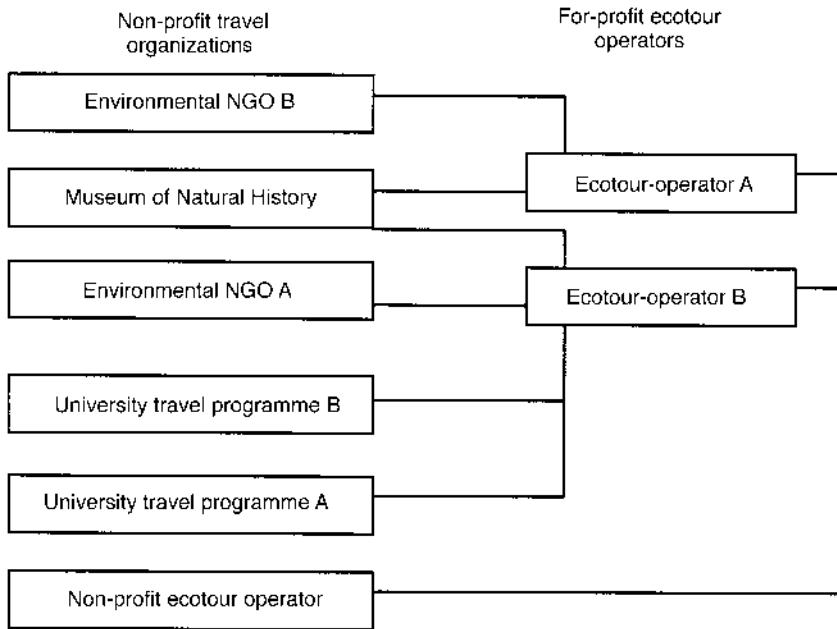 Non-profit travel
organizations
For-profit ecotour
operators
Environmental NGO B
Museum of Natural History
Ecotour-operator A
Environmental NGO A
Ecotour-operator B
University travel programme B
University travel programme A
Non-profit ecotour operator